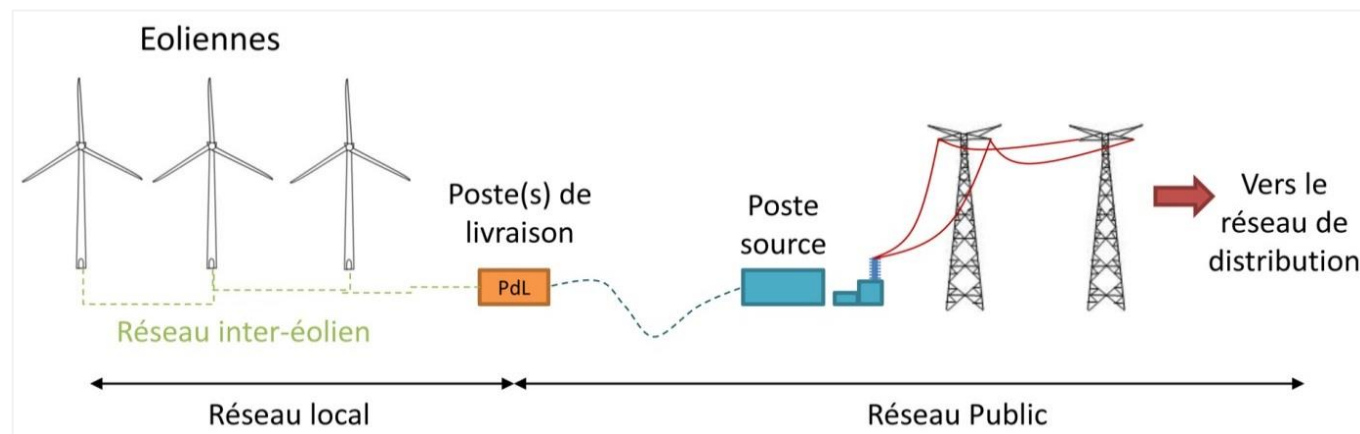 Eoliennes
Poste(s) de
livraison
PdL
Poste
source
Vers le
réseau de
distribution
Réseau inter-éolien
Réseau local
Réseau Public